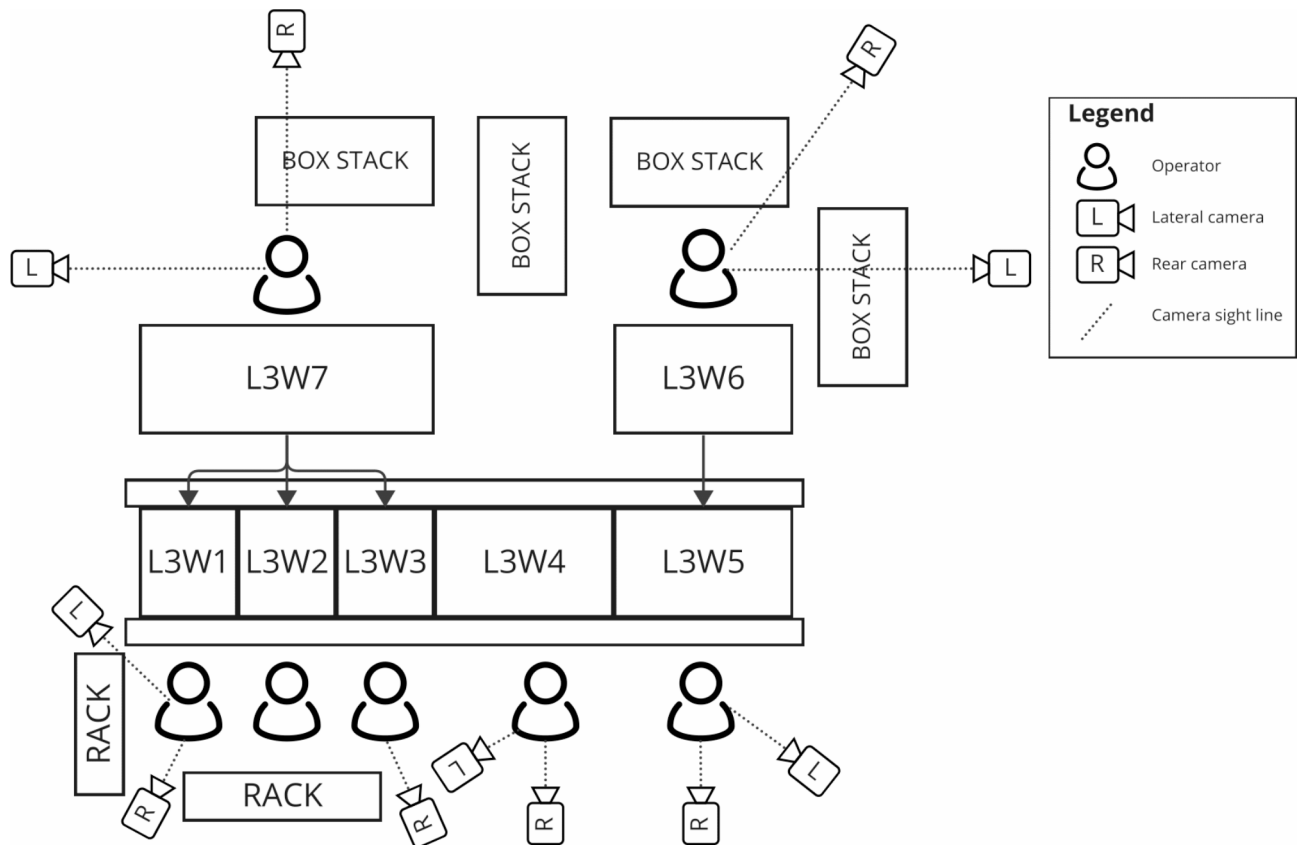 R
R
BOX STACK
BOX STACK
BOX STACK
Legend
Operator
L
Lateral camera
R
Rear camera
Camera sight line
L
L
BOX STACK
L3W7
L3W6
L3W1
L3W2
L3W3
L3W4
L3W5
L
RACK
L
L
RACK
R
R
R
R